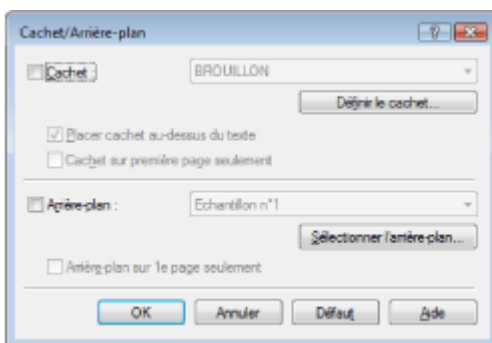 Cachet/Arrière-plan
Cachet : BROUILLON
Définir le cachet...
Placer cachet au-dessus du texte
Cachet sur première page seulement
Arrière-plan : Echantillon n°1
Sélectionner l'arrière-plan...
Arrière-plan sur 1e page seulement
OK Annuler Défaut Aide